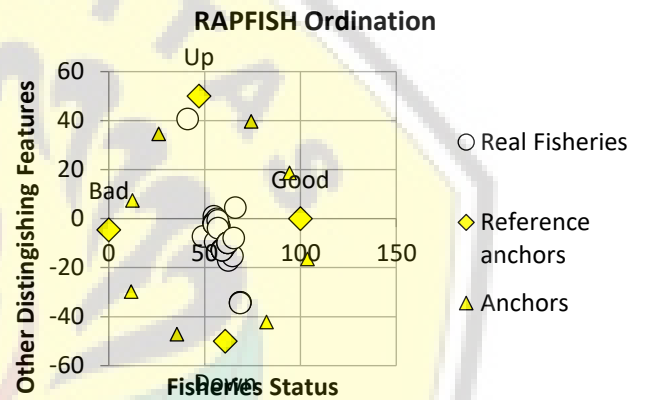 RAPFISH Ordination
Up
60
40
20
0
-20
-40
-60
Other Distingishing Features
Bad
Good
0
50
100
150
Down
Fisheries Status
Real Fisheries
Reference
anchors
Anchors